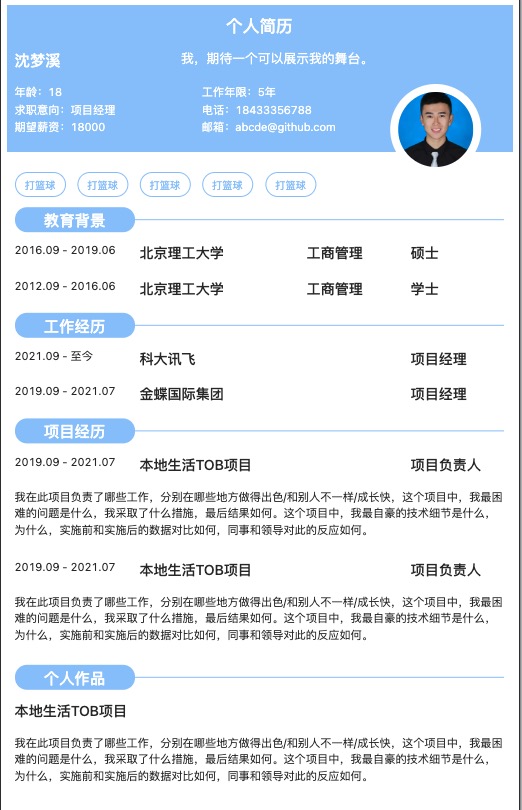 个人简历
沈梦溪 我，期待一个可以展示我的舞台。
年龄：18 工作年限：5年
求职意向：项目经理 电话：18433356788
期望薪资：18000 邮箱：abcde@github.com
打篮球 打篮球 打篮球 打篮球 打篮球
教育背景
2016.09 - 2019.06 北京理工大学 工商管理 硕士
2012.09 - 2016.06 北京理工大学 工商管理 学士
工作经历
2021.09 - 至今 科大讯飞 项目经理
2019.09 - 2021.07 金蝶国际集团 项目经理
项目经历
2019.09 - 2021.07 本地生活TOB项目 项目负责人
我在此项目负责了哪些工作，分别在哪些地方做得出色/和别人不一样/成长快，这个项目中，我最困
难的问题是什么，我采取了什么措施，最后结果如何。这个项目中，我最自豪的技术细节是什么，
为什么，实施前和实施后的数据对比如何，同事和领导对此的反应如何。
2019.09 - 2021.07 本地生活TOB项目 项目负责人
我在此项目负责了哪些工作，分别在哪些地方做得出色/和别人不一样/成长快，这个项目中，我最困
难的问题是什么，我采取了什么措施，最后结果如何。这个项目中，我最自豪的技术细节是什么，
为什么，实施前和实施后的数据对比如何，同事和领导对此的反应如何。
个人作品
本地生活TOB项目
我在此项目负责了哪些工作，分别在哪些地方做得出色/和别人不一样/成长快，这个项目中，我最困
难的问题是什么，我采取了什么措施，最后结果如何。这个项目中，我最自豪的技术细节是什么，
为什么，实施前和实施后的数据对比如何，同事和领导对此的反应如何。